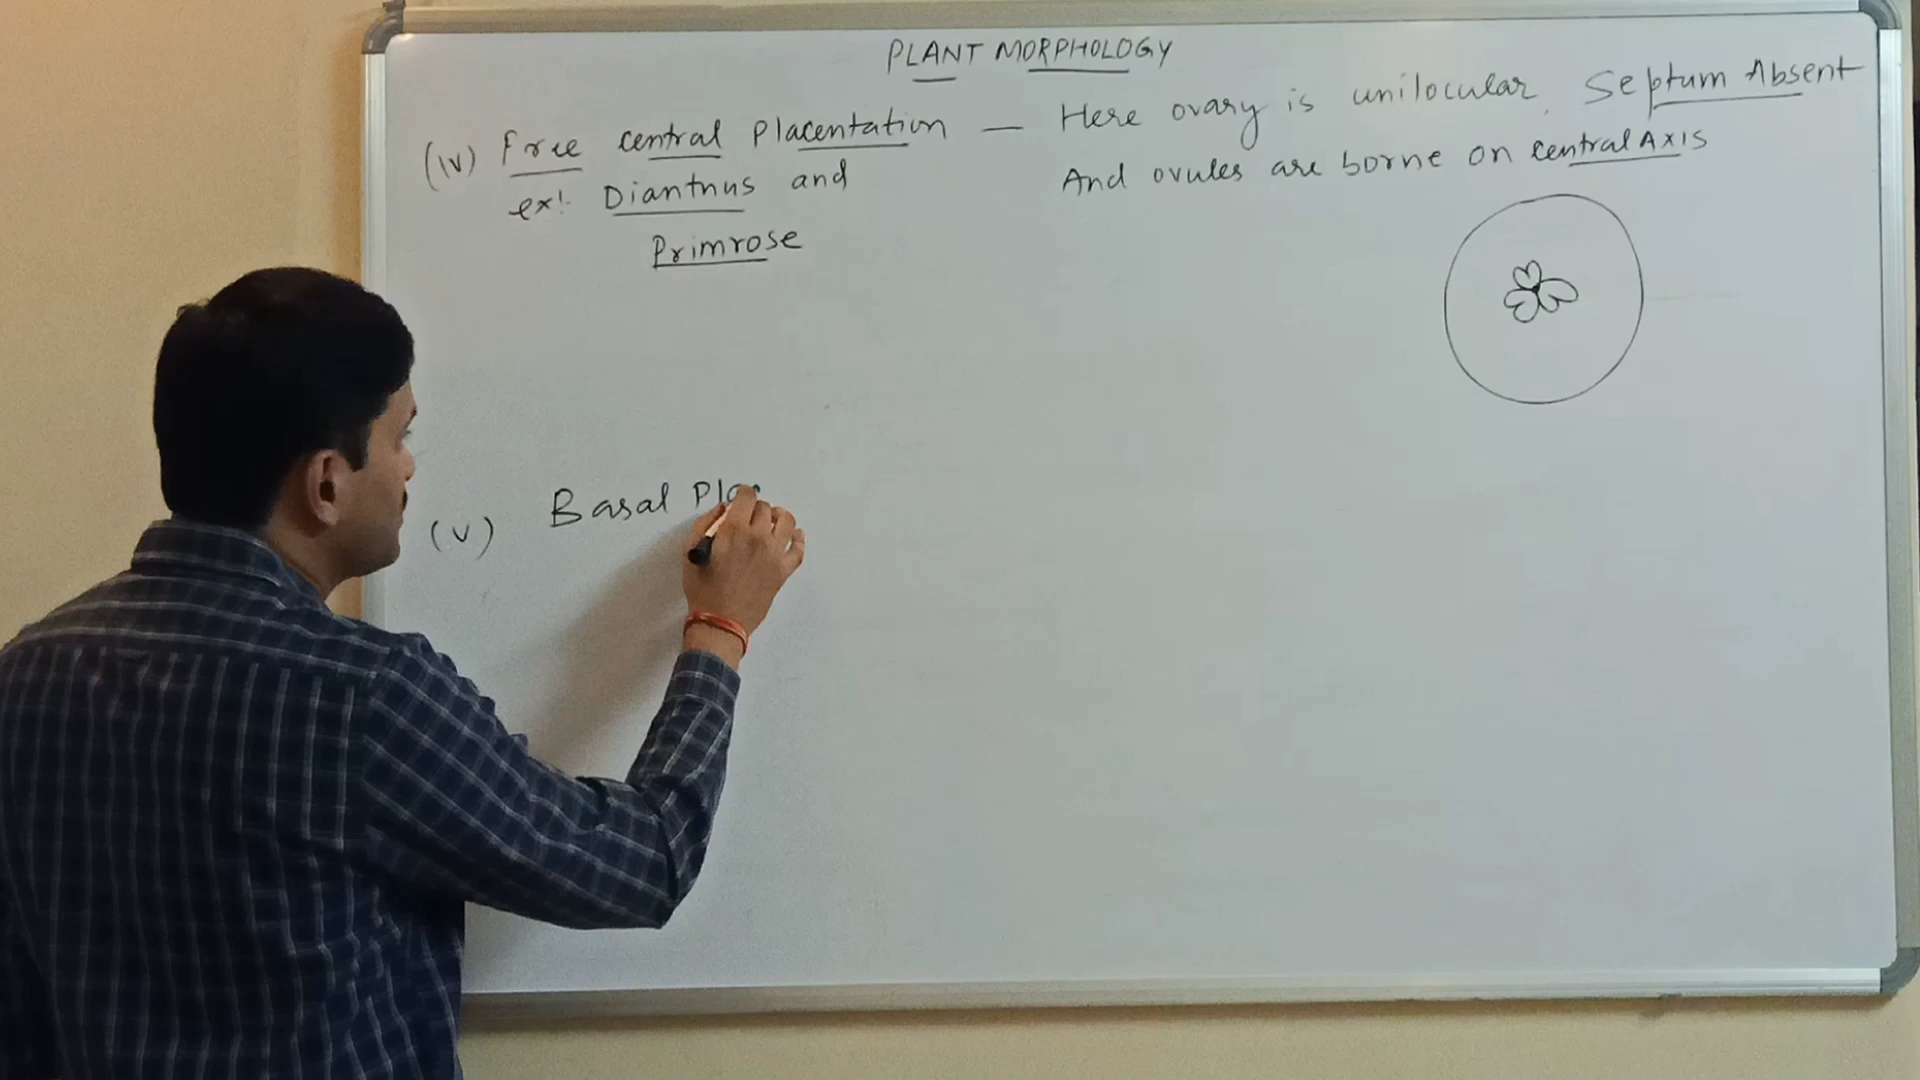 PLANT MORPHOLOGY
(iv) Free central Placentation — Here ovary is unilocular, Septum Absent
ex:- Dianthus and
And ovules are borne on central Axis
Primrose
(v) Basal Pla